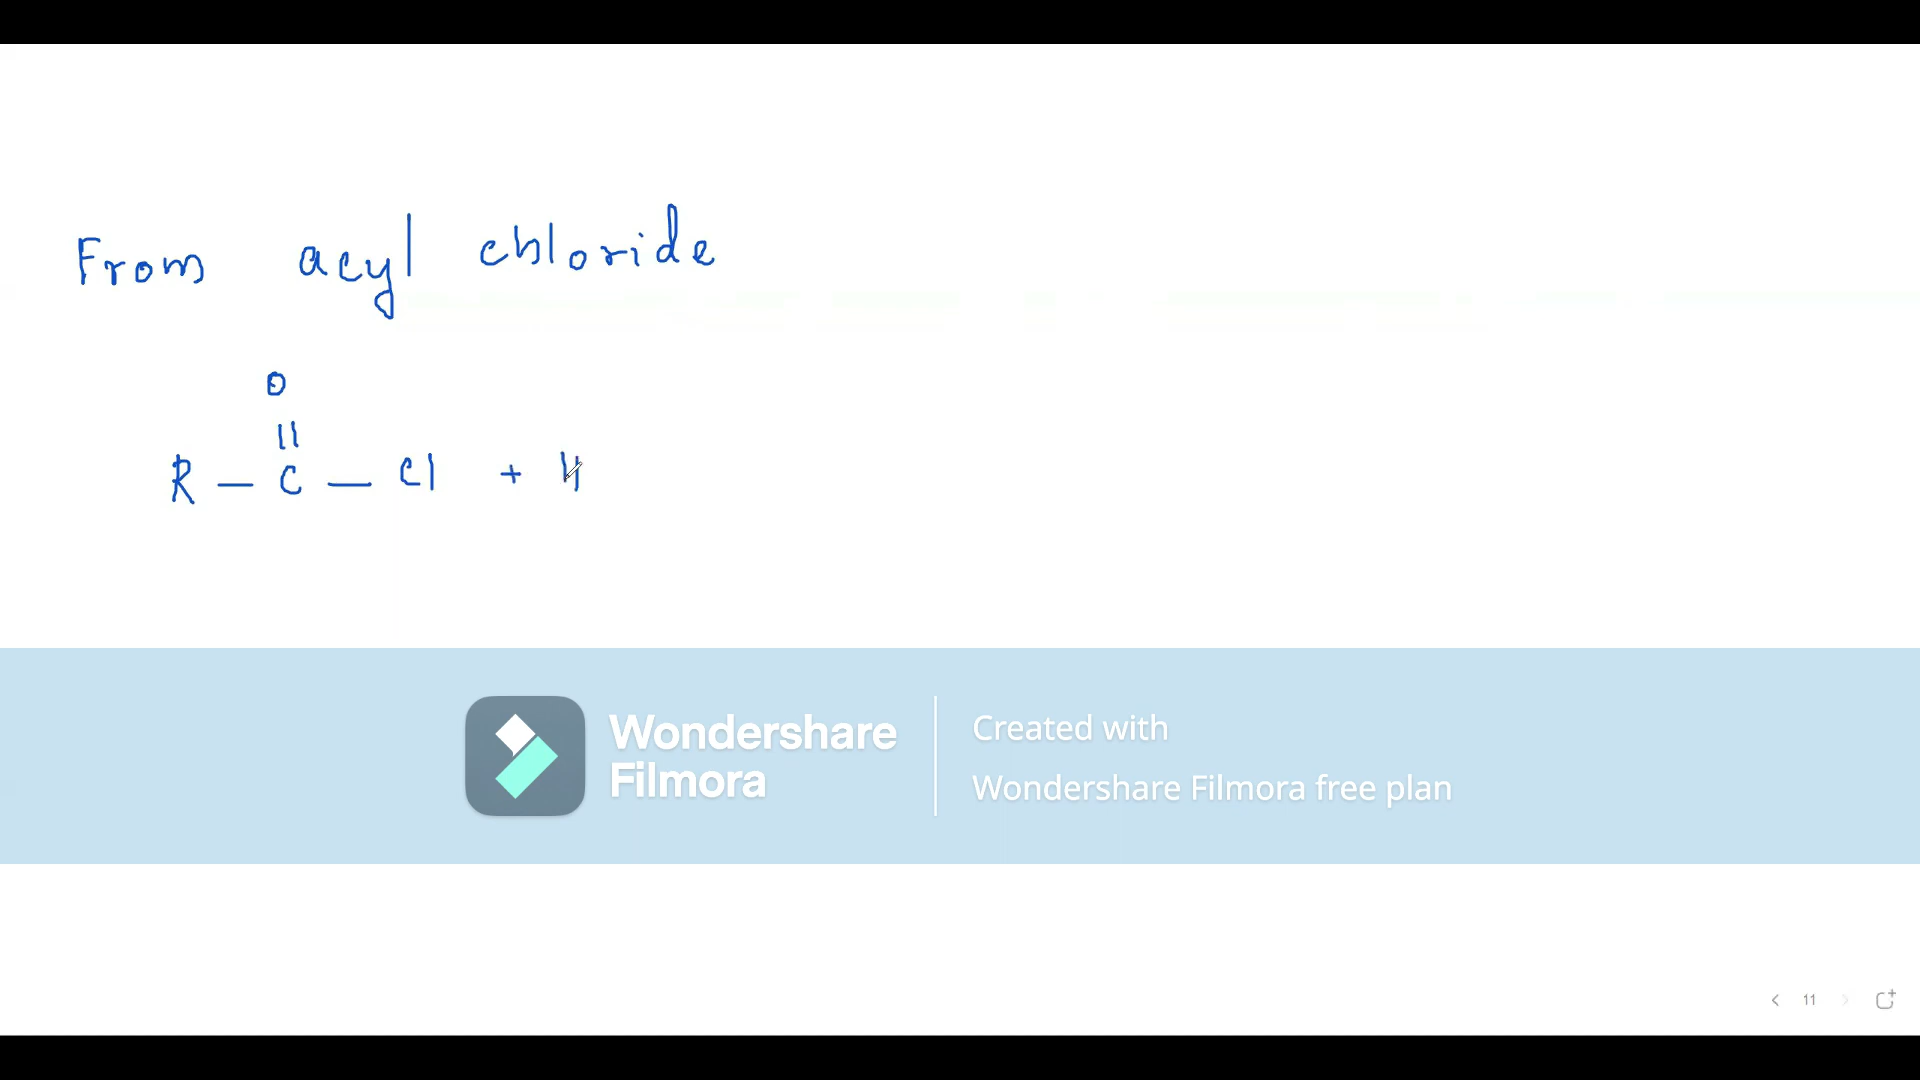 From acyl chloride
O
||
R — C — Cl + H
Wondershare
Filmora
Created with
Wondershare Filmora free plan
< 11 >